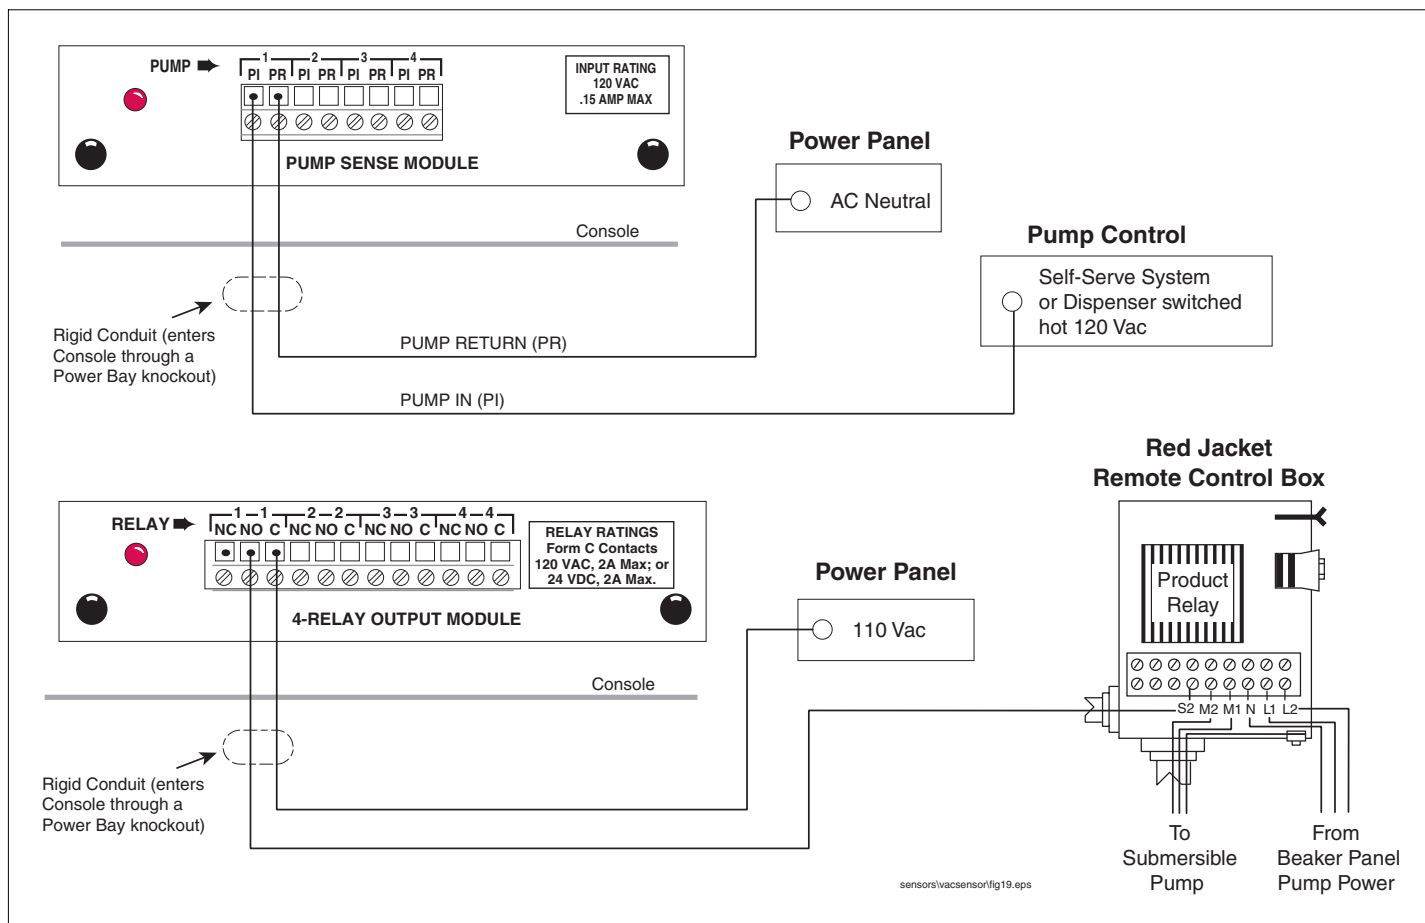 PUMP
1 2 3 4
PI PR PI PR PI PR PI PR
INPUT RATING
120 VAC
.15 AMP MAX
PUMP SENSE MODULE
Console
Power Panel
AC Neutral
Pump Control
Self-Serve System
or Dispenser switched
hot 120 Vac
Rigid Conduit (enters
Console through a
Power Bay knockout)
PUMP RETURN (PR)
PUMP IN (PI)
Red Jacket
Remote Control Box
RELAY
1 1 2 2 3 3 4 4
NC NO C NC NO C NC NO C NC NO C
RELAY RATINGS
Form C Contacts
120 VAC, 2A Max; or
24 VDC, 2A Max.
4-RELAY OUTPUT MODULE
Console
Power Panel
110 Vac
Product
Relay
S2 M2 M1 N L1 L2
Rigid Conduit (enters
Console through a
Power Bay knockout)
To
Submersible
Pump
From
Beaker Panel
Pump Power
sensors\vacsensor\fig19.eps